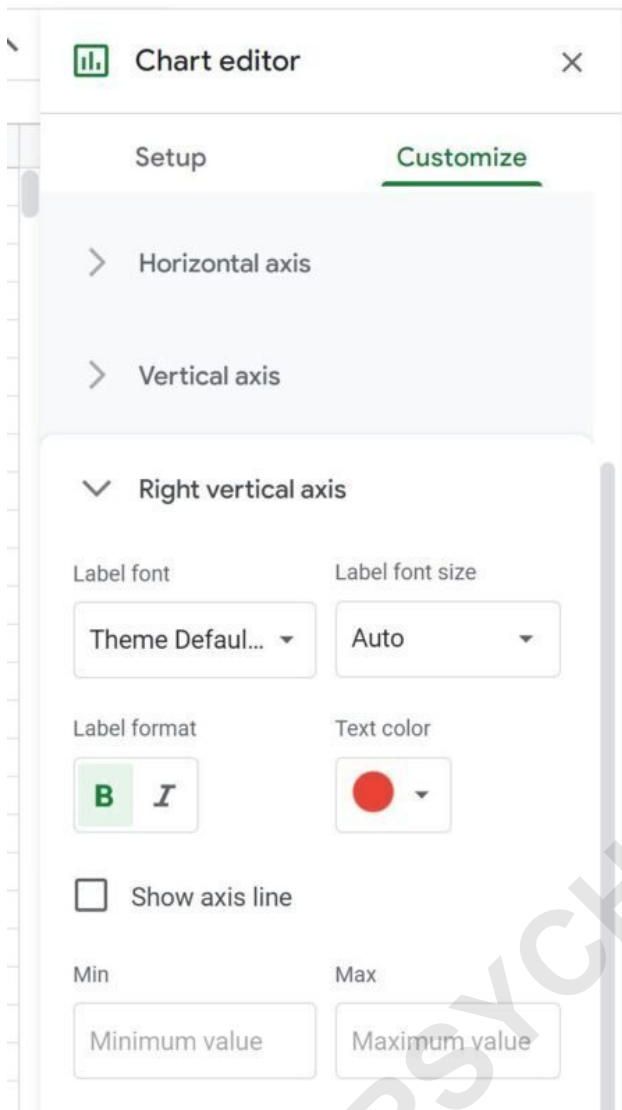 Chart editor
Setup Customize
Horizontal axis
Vertical axis
Right vertical axis
Label font Label font size
Theme Defaul... Auto
Label format Text color
B I
Show axis line
Min Max
Minimum value Maximum value